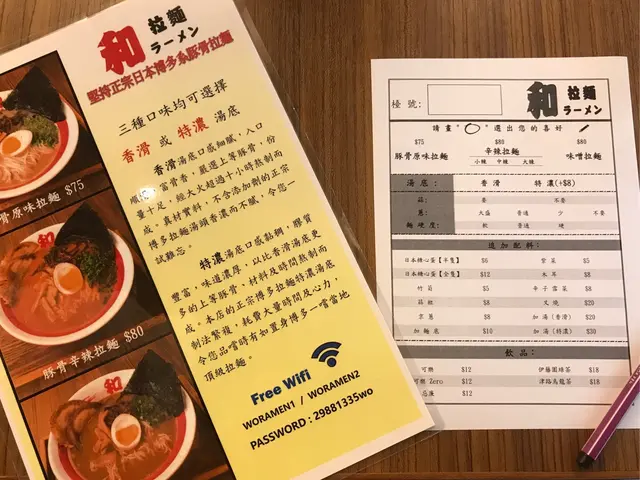 和 拉麵
ラーメン
堅持正宗日本博多系豚骨拉麵
三種口味均可選擇
香滑 或 特濃 湯底
香滑湯底口感細膩，入口
順滑，富骨香，嚴選上等豚骨，份
量十足，經大火超過十小時熬制而
成。真材實料，不含添加劑的正宗
博多拉麵湯頭香濃而不膩，令您一
試難忘。
特濃湯底口感黏稠，膠質
豐富，味道濃厚，以比香滑湯底更
多的上等豚骨、材料及時間熬制而
成。本店的正宗博多拉麵特濃湯底
制法繁複，耗費大量時間及心力，
令您品嚐時有如置身博多一嚐當地
頂級拉麵。
Free Wifi
WORAMEN1 / WORAMEN2
PASSWORD : 29881335wo
骨原味拉麵 $75
和
豚骨辛辣拉麵 $80
和
檯號:
和 拉麵
ラーメン
請畫" "選出您的喜好
$75 $80 $80
豚骨原味拉麵 辛辣拉麵 味噌拉麵
小辣 中辣 大辣
湯底: 香滑 特濃(+$8)
蒜: 要 不要
蔥: 大盛 普通 少 不要
麵硬度: 軟 普通 硬
追加配料:
日本糖心蛋【半隻】 $6 紫菜 $5
日本糖心蛋【全隻】 $12 木耳 $8
竹筍 $5 辛子雪菜 $8
蒜粒 $8 叉燒 $20
京蔥 $8 加湯(香滑) $20
加麵卷 $10 加湯(特濃) $30
飲品:
可樂 $12 伊藤園綠茶 $18
可樂 Zero $12 津路烏龍茶 $18
忌廉 $12